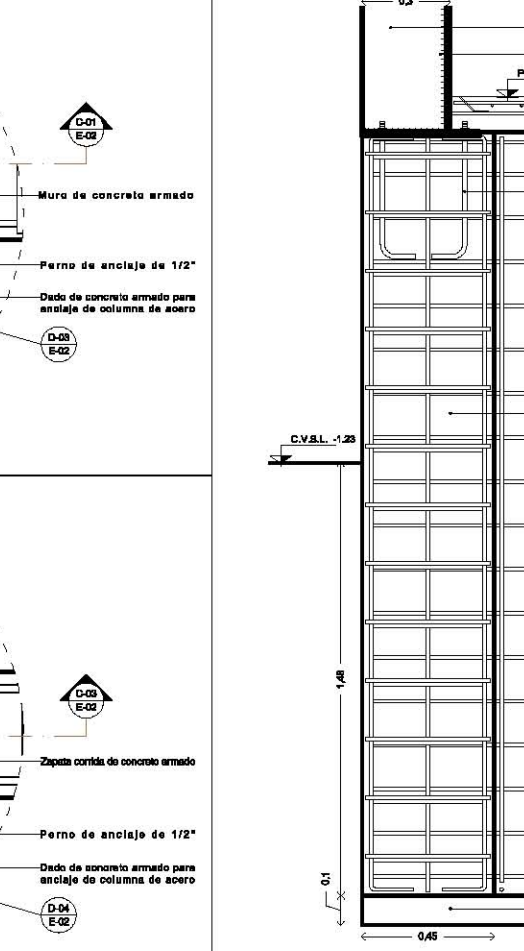 C-01
E-02
Muro de concreto armado
Perno de anclaje de 1/2"
Dado de concreto armado para
anclaje de columna de acero
D-03
E-02
C-03
E-02
Zapata corrida de concreto armado
Perno de anclaje de 1/2"
Dado de concreto armado para
anclaje de columna de acero
D-04
E-02
0,3
P
C.V.S.L. -1.23
1,48
0,1
0,45